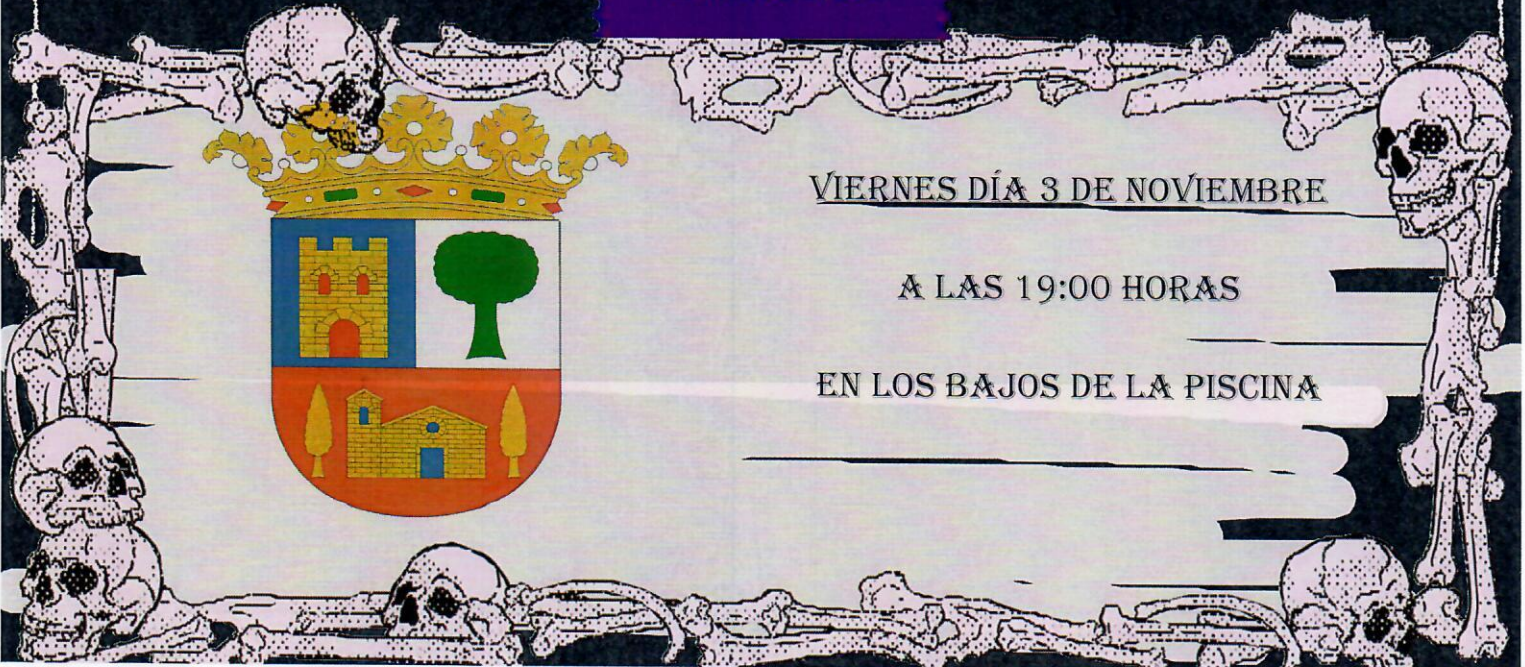 VIERNES DÍA 3 DE NOVIEMBRE
A LAS 19:00 HORAS
EN LOS BAJOS DE LA PISCINA